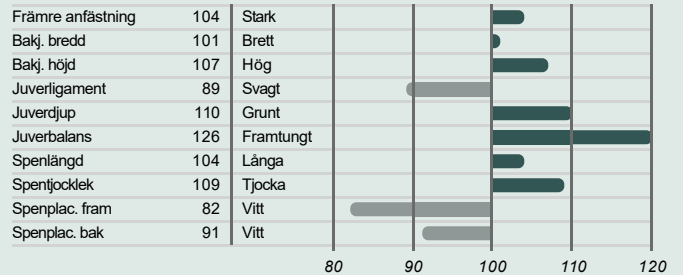 Främre anfästning 104 Stark
Bakj. bredd 101 Brett
Bakj. höjd 107 Hög
Juverligament 89 Svagt
Juverdjup 110 Grunt
Juverbalans 126 Framtungt
Spenlängd 104 Långa
Spentjocklek 109 Tjocka
Spenplac. fram 82 Vitt
Spenplac. bak 91 Vitt
80 90 100 110 120